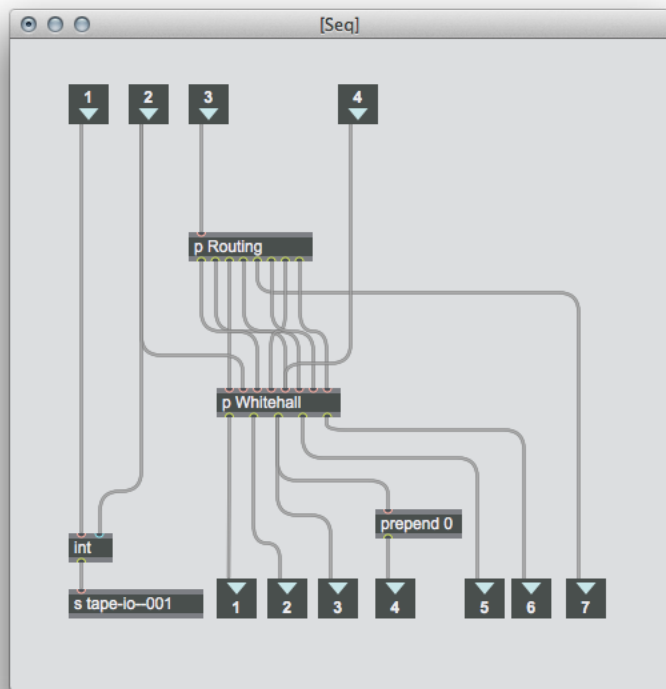 [Seq]
1 2 3 4
p Routing
p Whitehall
prepend 0
int
s tape-io--001
1 2 3 4 5 6 7